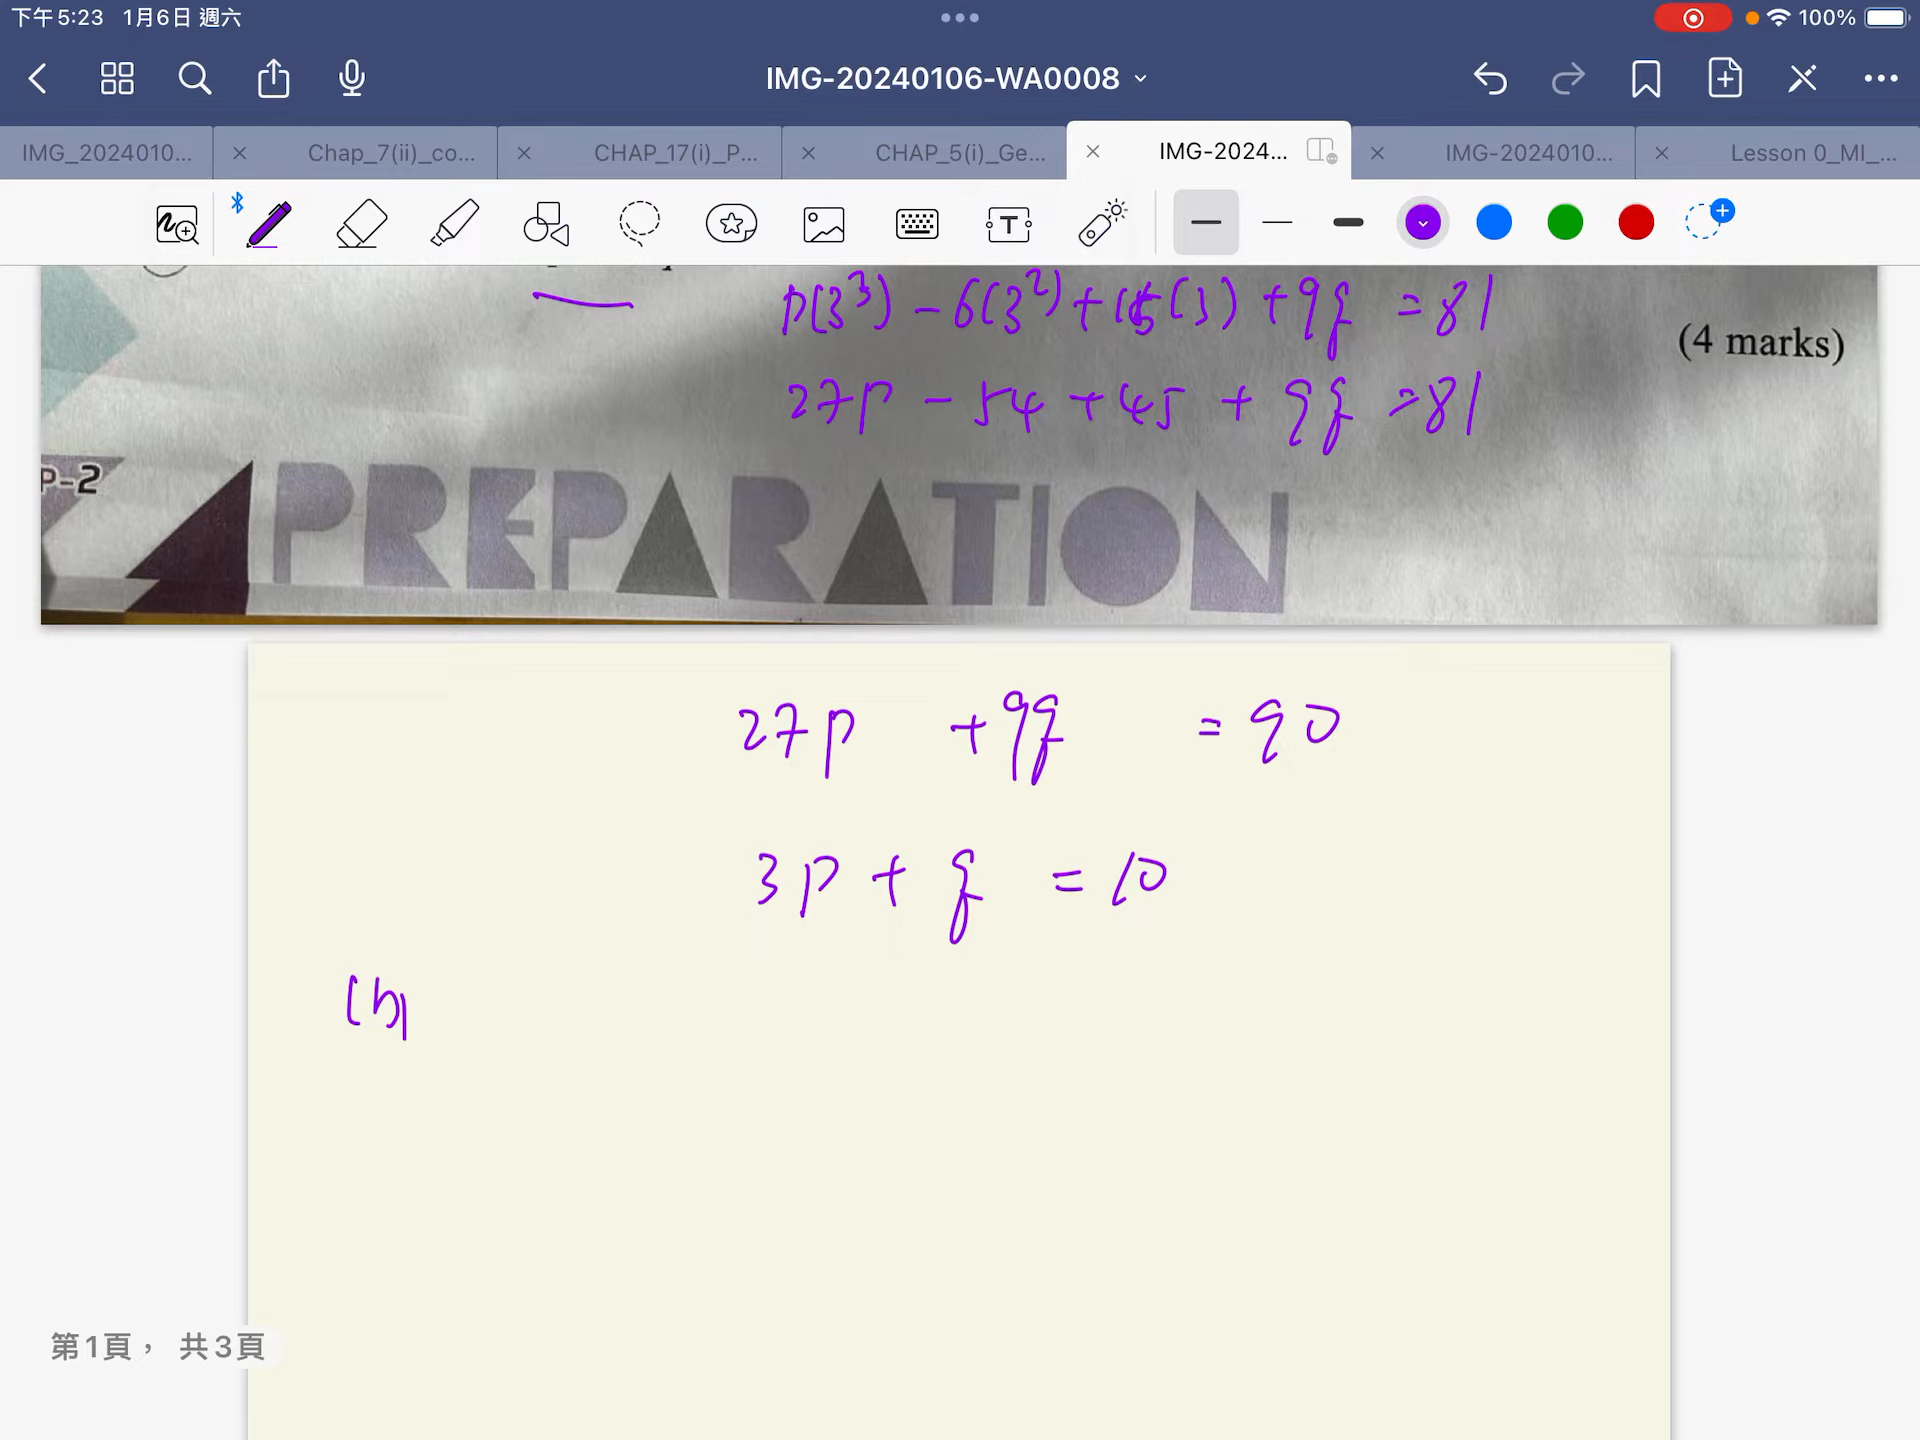 下午5:23 1月6日 週六
100%
IMG-20240106-WA0008
IMG_2024010...
Chap_7(ii)_co...
CHAP_17(i)_P...
CHAP_5(i)_Ge...
IMG-2024...
IMG-2024010...
Lesson 0_MI_...
T
p(3³) - 6(3²) + 15(3) + 9q = 81
(4 marks)
27p - 54 + 45 + 9q = 81
P-2
PREPARATION
27p + 9q = 90
3p + q = 10
(b)
第1頁， 共3頁